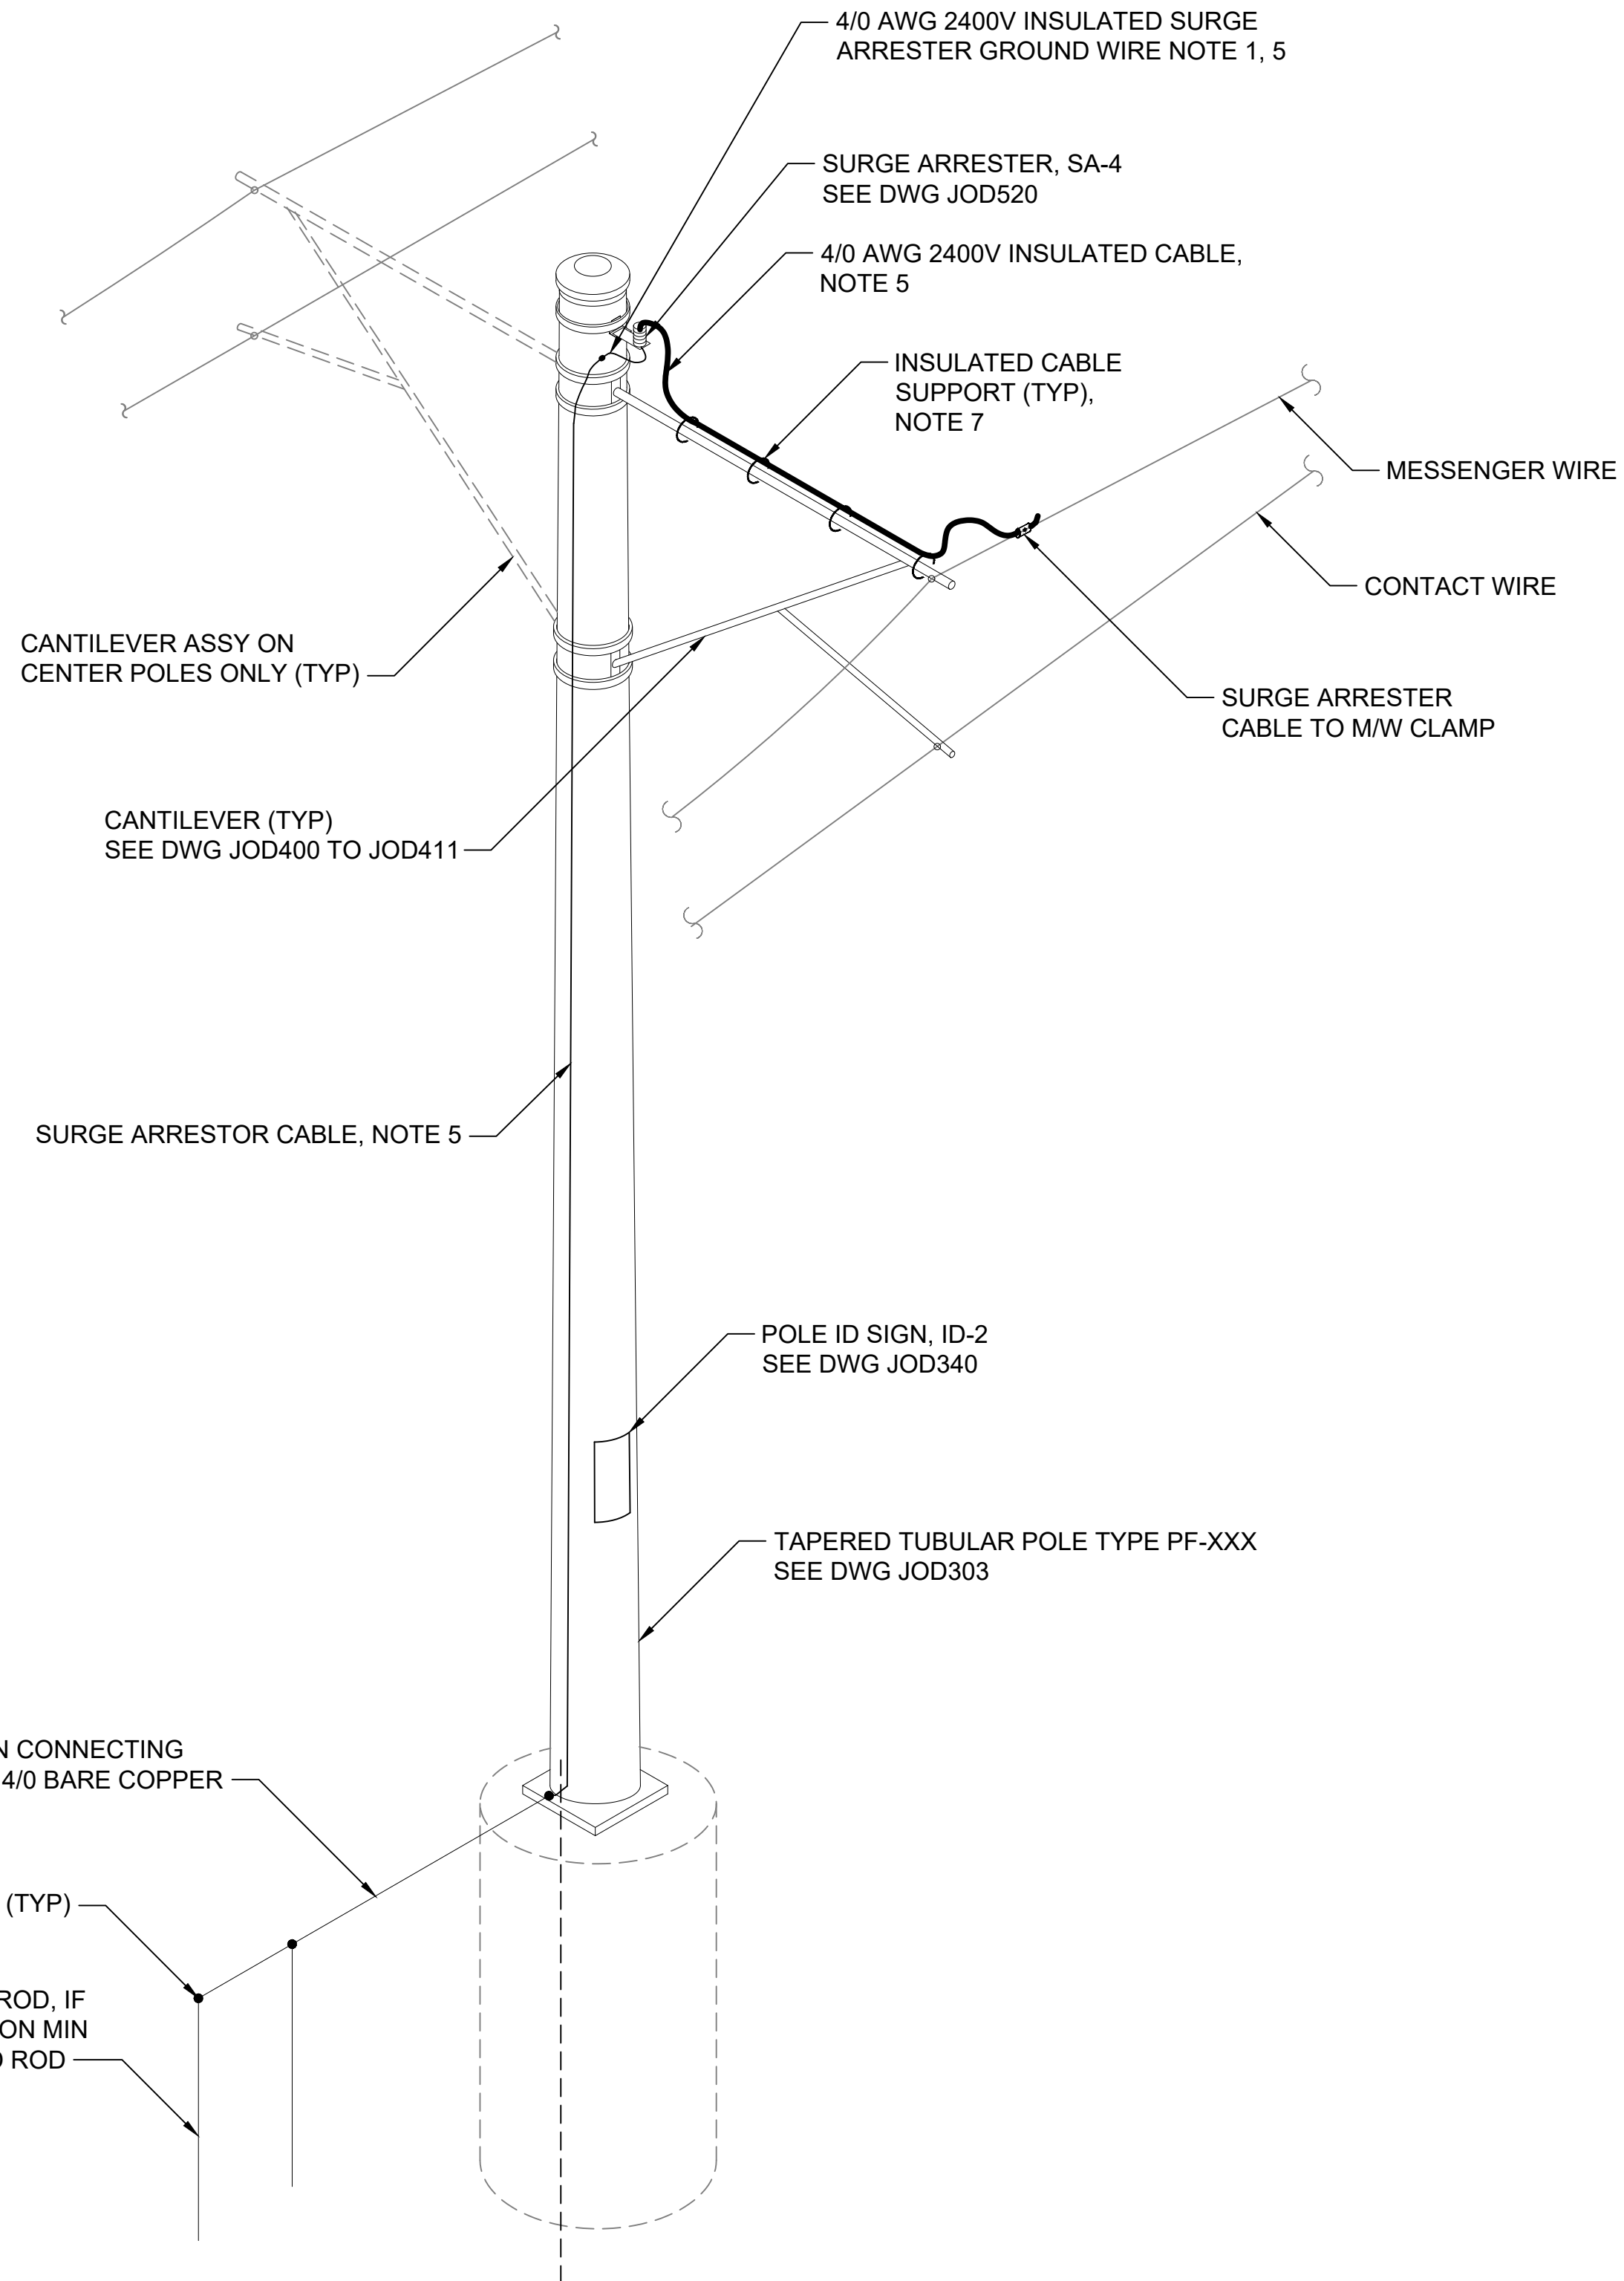 4/0 AWG 2400V INSULATED SURGE
ARRESTER GROUND WIRE NOTE 1, 5
SURGE ARRESTER, SA-4
SEE DWG JOD520
4/0 AWG 2400V INSULATED CABLE,
NOTE 5
INSULATED CABLE
SUPPORT (TYP),
NOTE 7
MESSENGER WIRE
CONTACT WIRE
CANTILEVER ASSY ON
CENTER POLES ONLY (TYP)
SURGE ARRESTER
CABLE TO M/W CLAMP
CANTILEVER (TYP)
SEE DWG JOD400 TO JOD411
SURGE ARRESTOR CABLE, NOTE 5
POLE ID SIGN, ID-2
SEE DWG JOD340
TAPERED TUBULAR POLE TYPE PF-XXX
SEE DWG JOD303
CONNECTING
4/0 BARE COPPER
(TYP)
ROD, IF
ON MIN
ROD